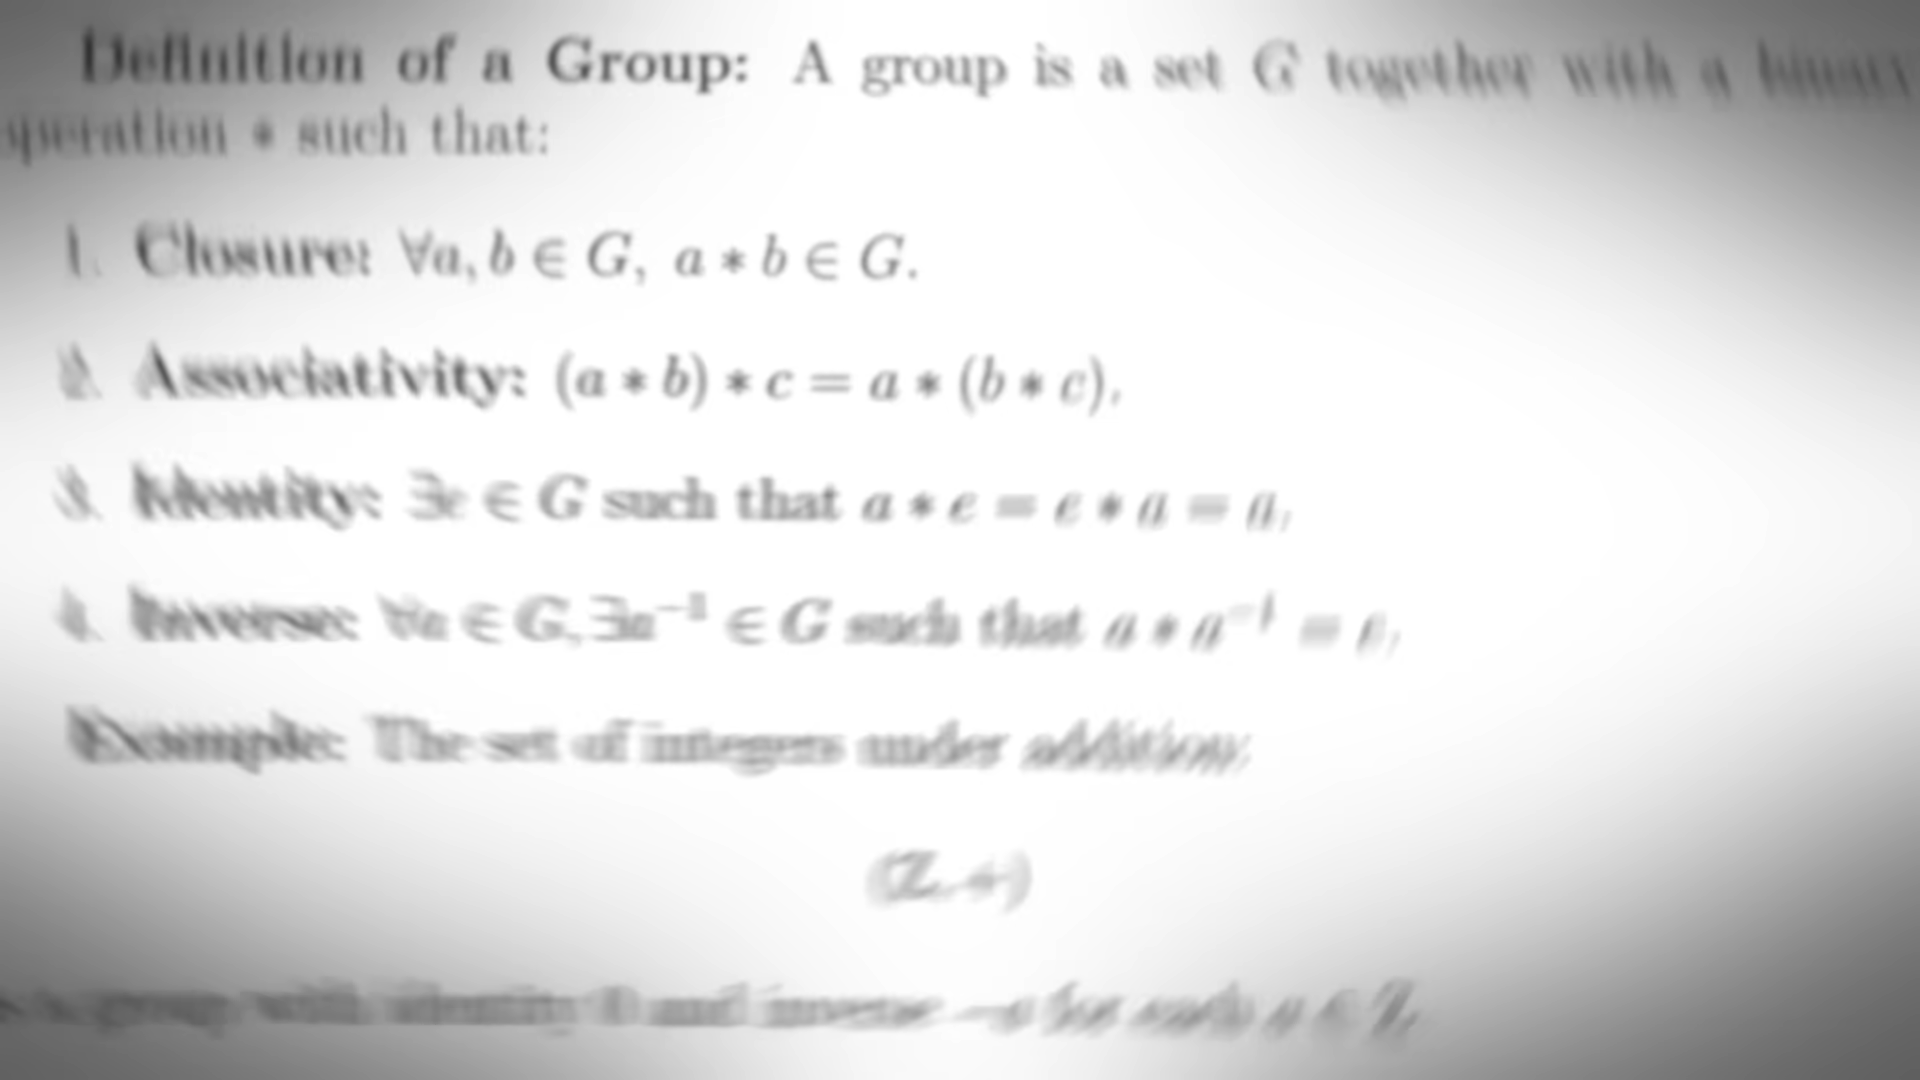 Definition of a Group: A group is a set G together with a binary
operation * such that:
1. Closure: ∀a, b ∈ G, a * b ∈ G.
2. Associativity: (a * b) * c = a * (b * c).
3. Identity: ∃e ∈ G such that a * e = e * a = a.
4. Inverse: ∀a ∈ G, ∃a⁻¹ ∈ G such that a * a⁻¹ = e.
Example: The set of integers under addition:
(ℤ, +)
is a group with identity 0 and inverse −a for each a ∈ ℤ.